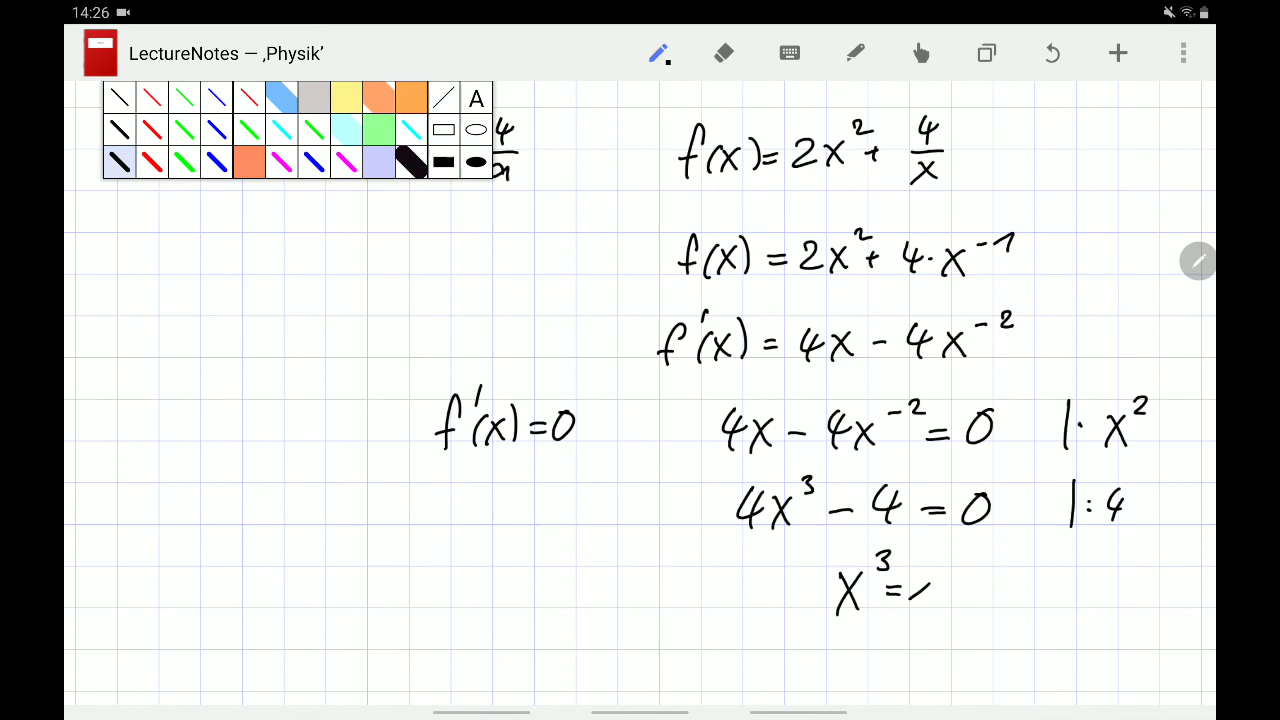 14:26
LectureNotes — ‚Physik’
A
4
f(x)= 2x² + 4/x
f(x) = 2x² + 4·x⁻¹
f'(x) = 4x - 4x⁻²
f'(x) = 0
4x - 4x⁻² = 0 |· x²
4x³ - 4 = 0 |: 4
x³ =